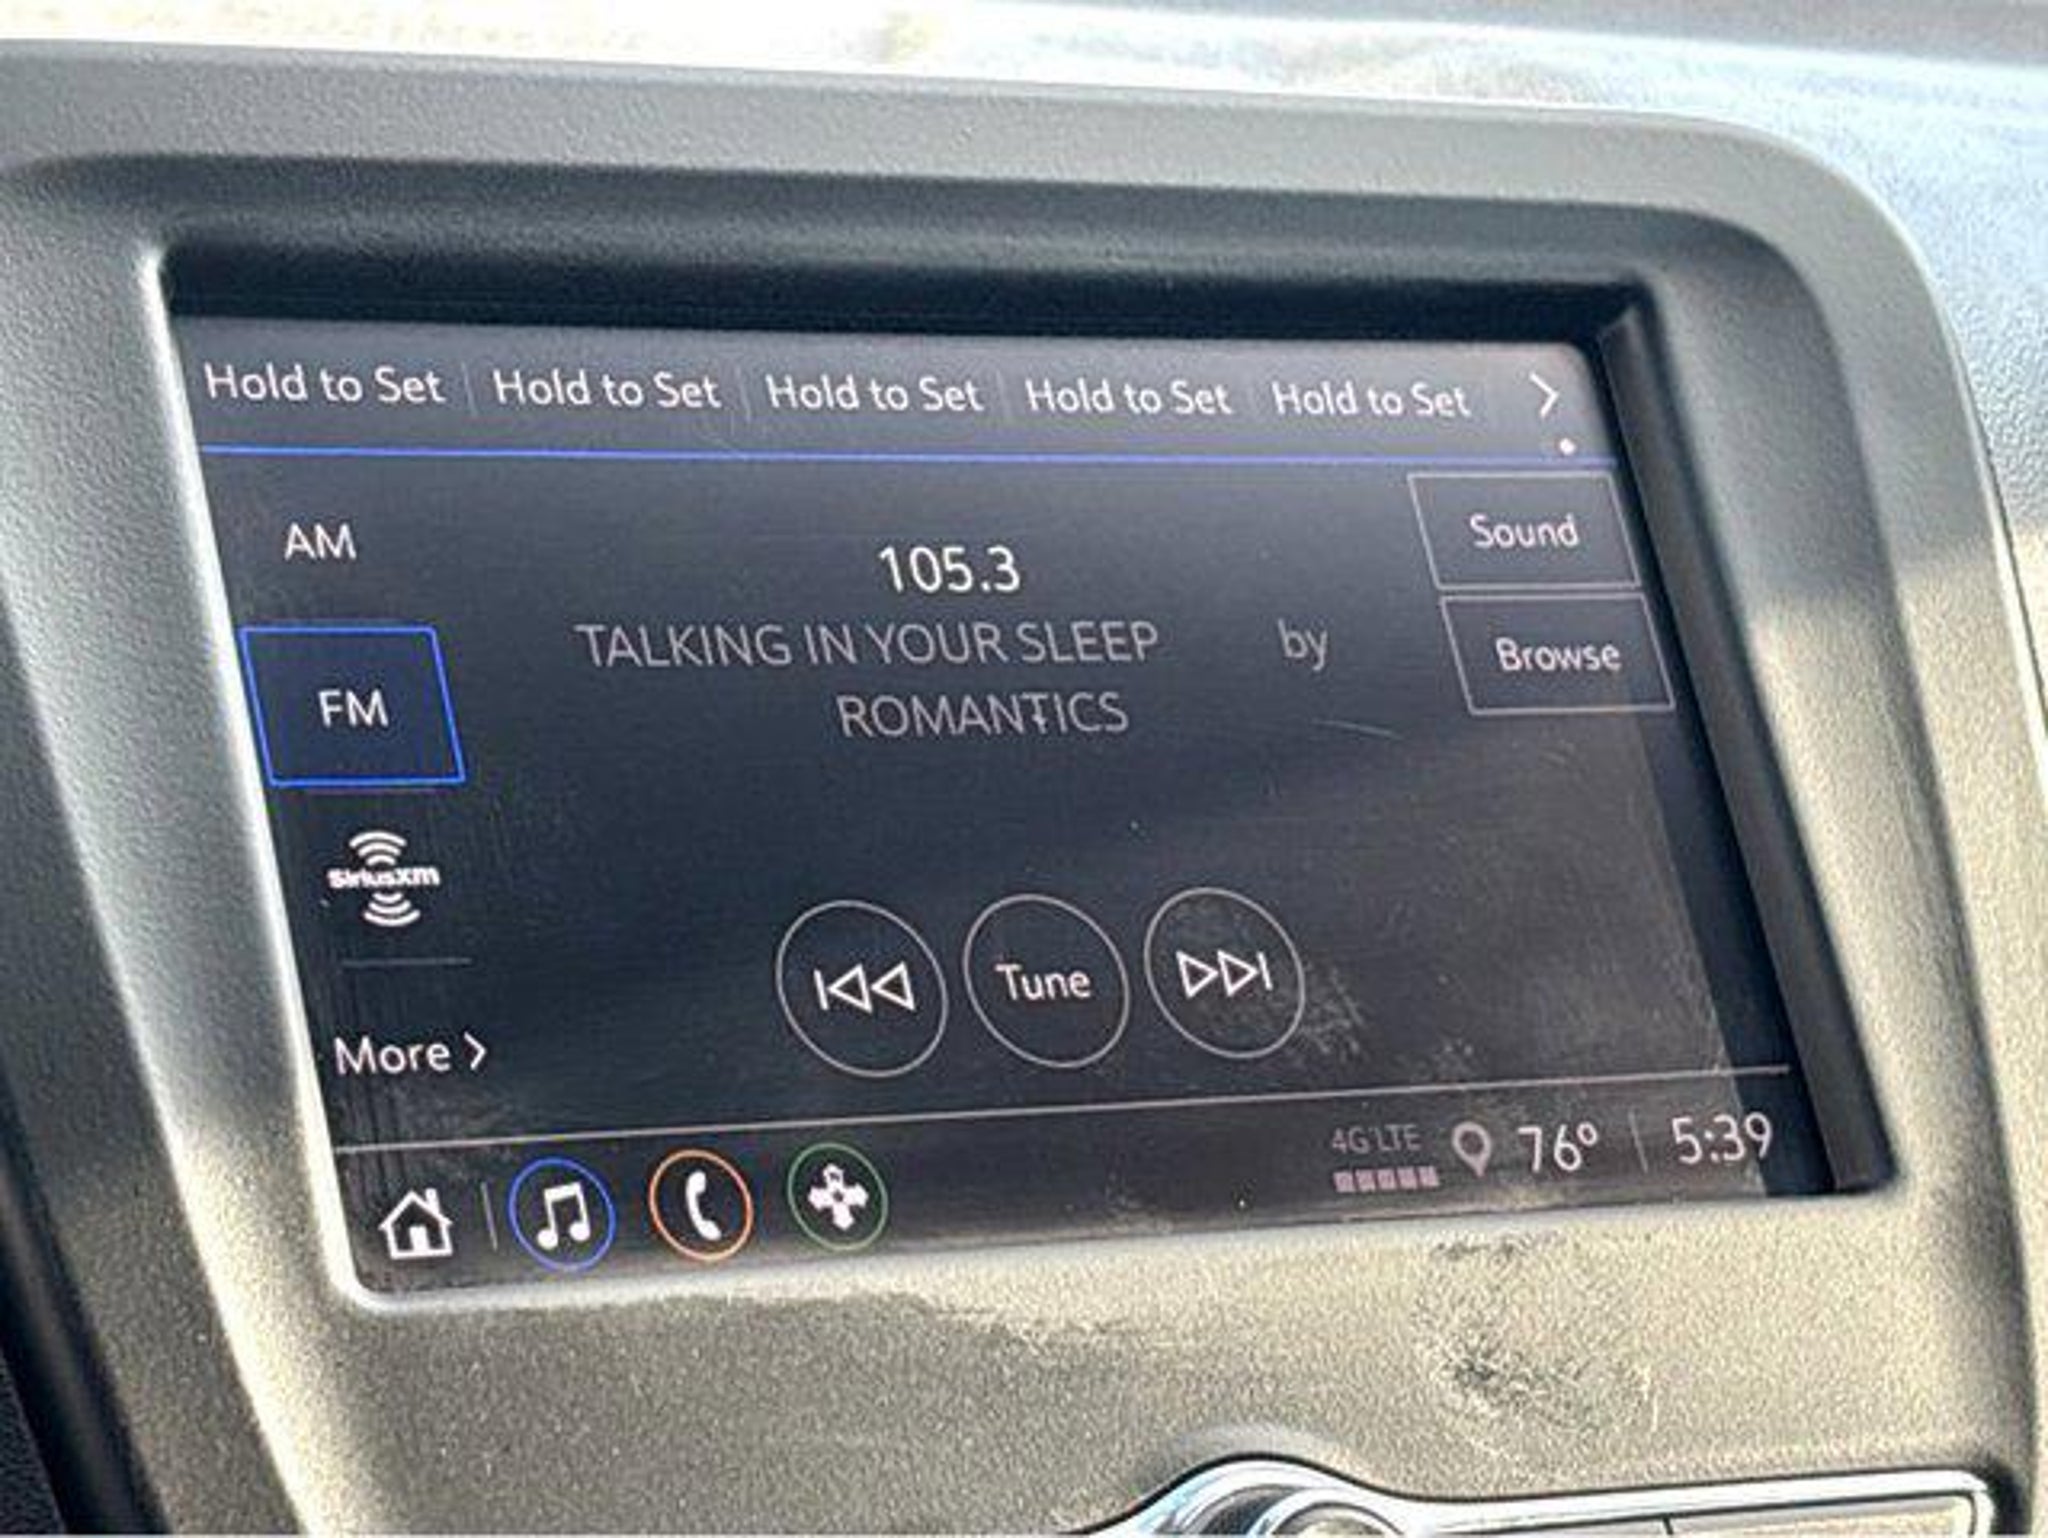 Hold to Set Hold to Set Hold to Set Hold to Set Hold to Set
AM
Sound
105.3
TALKING IN YOUR SLEEP by
Browse
FM
ROMANTICS
SiriusXM
Tune
More
4G LTE
76° 5:39